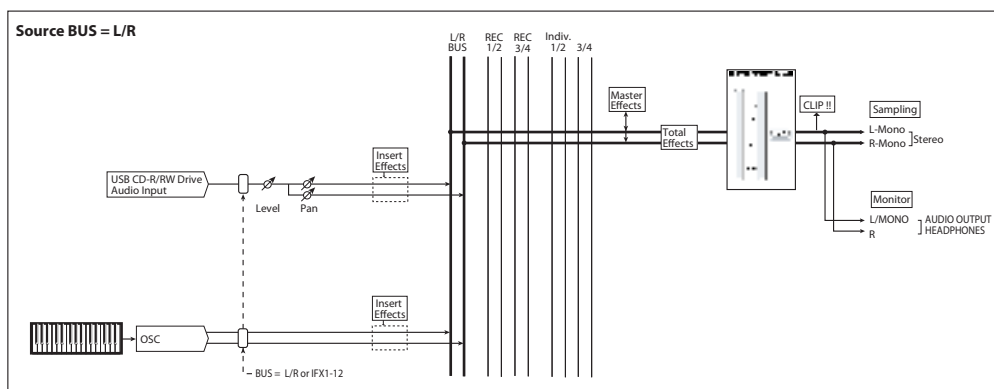 Source BUS = L/R
L/R
BUS
REC
1/2
REC
3/4
Indiv.
1/2
3/4
Master
Effects
CLIP !!
Sampling
L-Mono
R-Mono
Stereo
Total
Effects
Insert
Effects
USB CD-R/RW Drive
Audio Input
Level
Pan
Monitor
L/MONO
R
AUDIO OUTPUT
HEADPHONES
Insert
Effects
OSC
BUS = L/R or IFX1-12